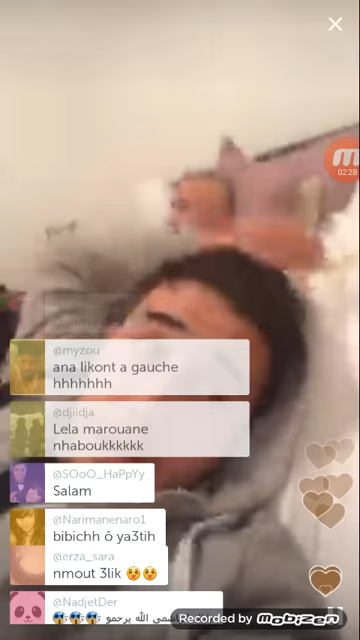 02:28
@myzou
ana likont a gauche
hhhhhhh
@djiidja
Lela marouane
nhaboukkkkkk
@SOoO_HaPpYy
Salam
@Narimanenaro1
bibichh ô ya3tih
@erza_sara
nmout 3lik 😚😚
@NadjetDer
الله يرحمو 😱😱😱
Recorded by mobizen